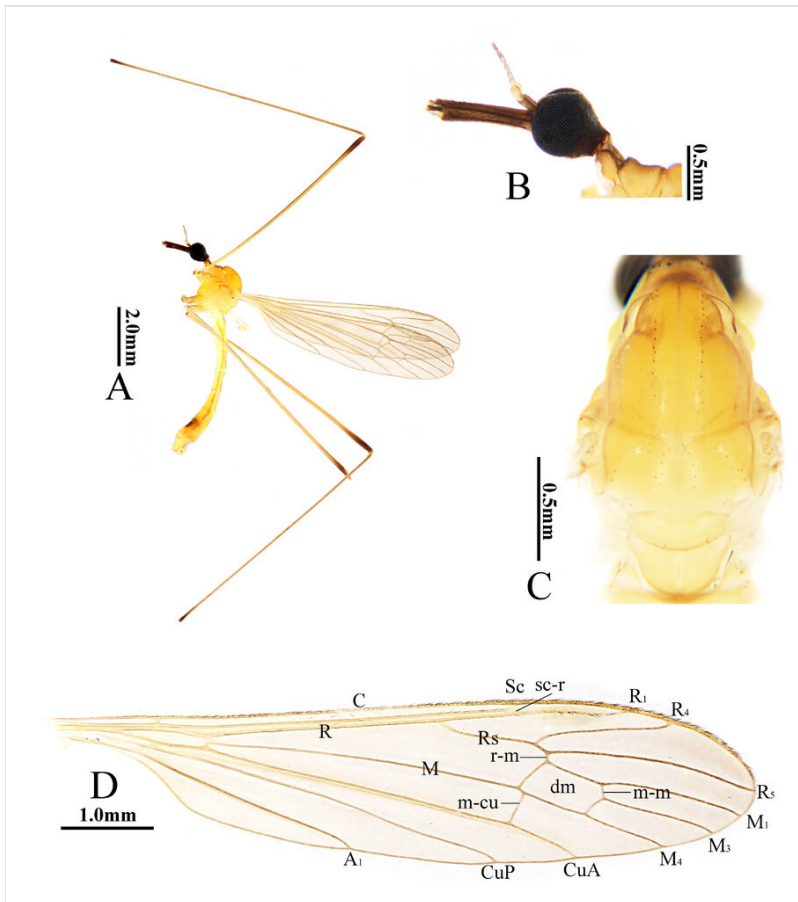 B
0.5mm
2.0mm
A
0.5mm
C
C Sc sc-r R₁ R₄
R Rs
r-m
M dm m-m R₅
D m-cu M₁
1.0mm M₃
A₁ CuP CuA M₄